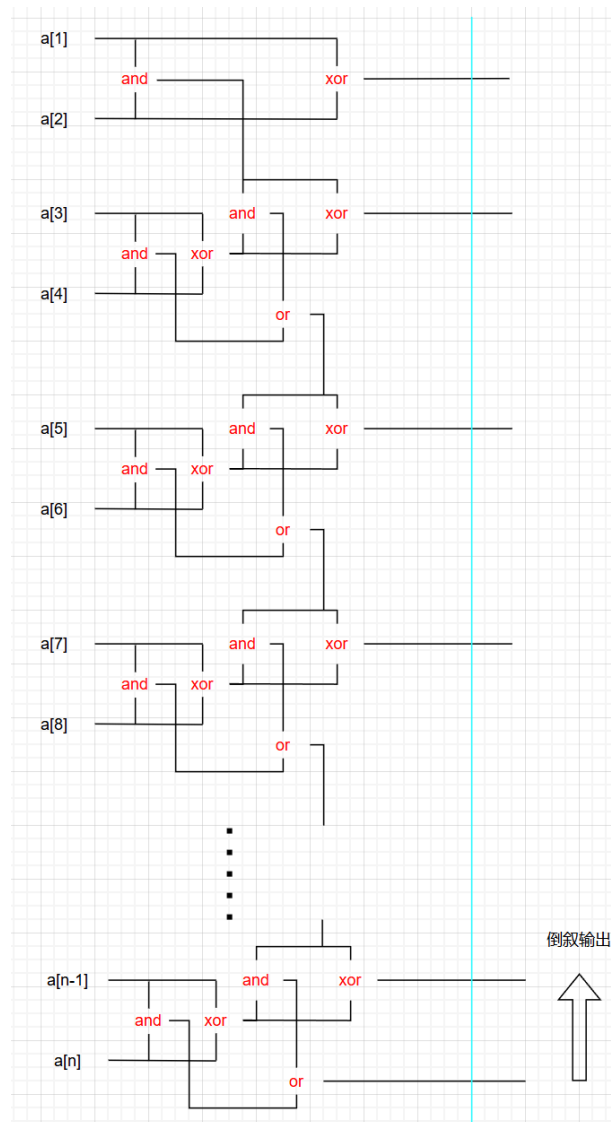 a[1]
and xor
a[2]
a[3] and xor
and xor
a[4]
or
a[5] and xor
and xor
a[6]
or
a[7] and xor
and xor
a[8]
or
倒叙输出
a[n-1] and xor
and xor
a[n]
or